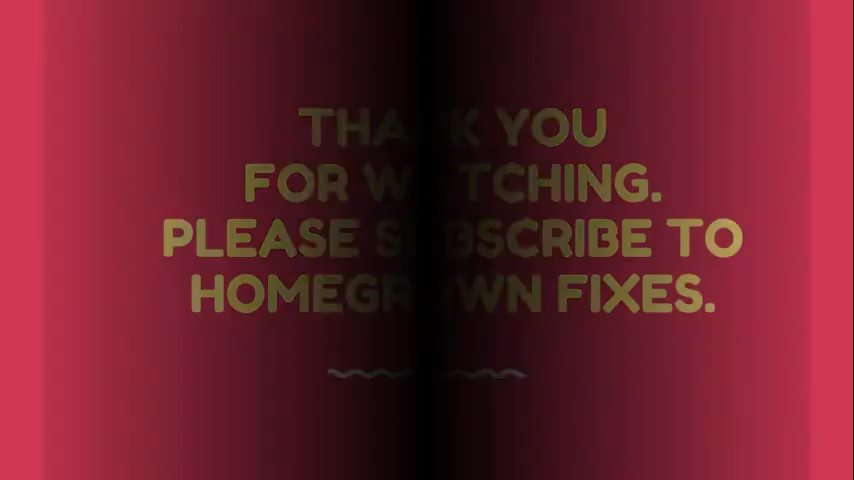 THANK YOU
FOR WATCHING.
PLEASE SUBSCRIBE TO
HOMEGROWN FIXES.